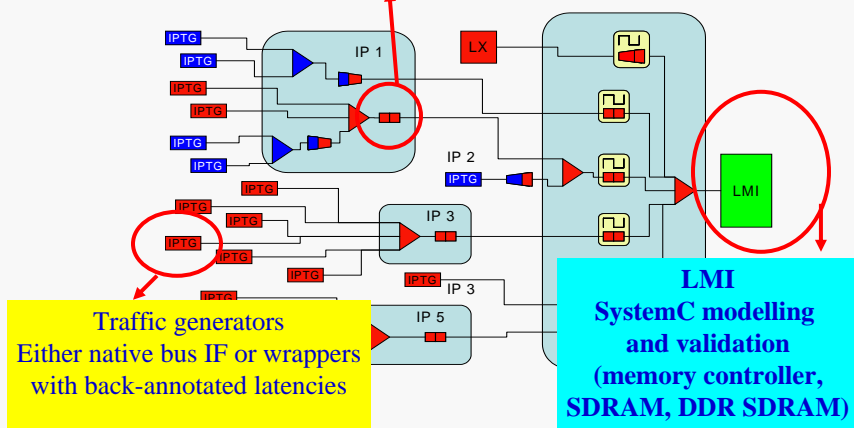 IPTG
IPTG
IPTG
IPTG
IPTG
IPTG
IP 1
LX
IP 2
IPTG
LMI
IPTG
IPTG
IPTG
IPTG
IPTG
IPTG
IP 3
IPTG
IP 3
IPTG
IP 5
Traffic generators
Either native bus IF or wrappers
with back-annotated latencies
LMI
SystemC modelling
and validation
(memory controller,
SDRAM, DDR SDRAM)